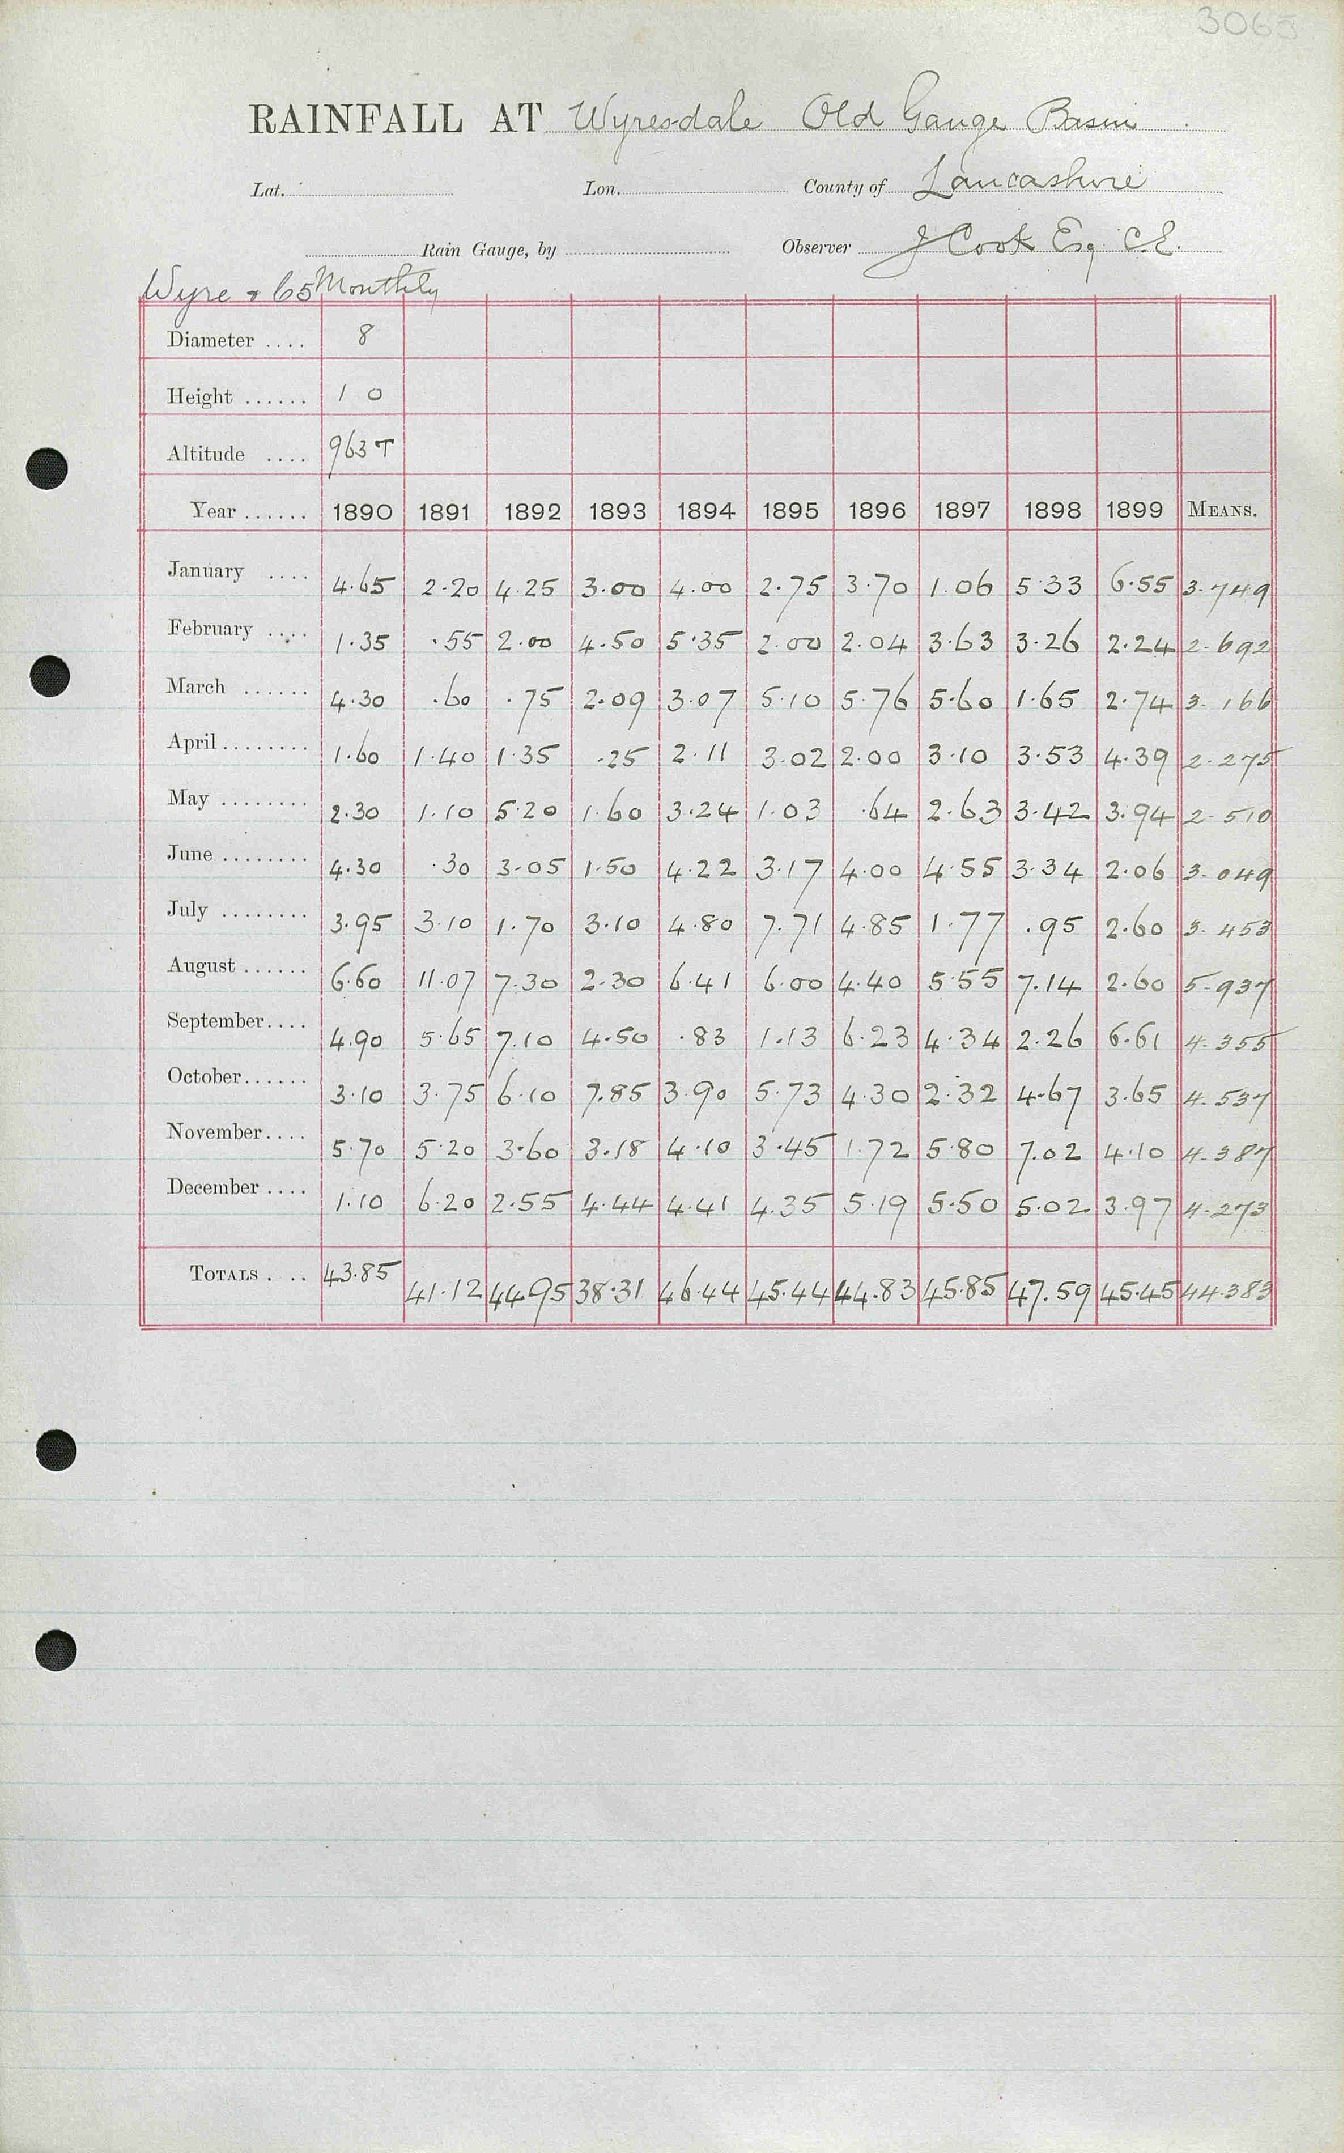 3065
RAINFALL AT Wyresdale Old Gauge Basin
Lat. Lon. County of Lancashire
Rain Gauge, by Observer J Cook Esq C.E.
Wyre & 65 Monthly
Diameter .... 8
Height ...... 1 0
Altitude .... 963 T
Year ...... 1890 1891 1892 1893 1894 1895 1896 1897 1898 1899 MEANS.
January .... 4.65 2.20 4.25 3.00 4.00 2.75 3.70 1.06 5.33 6.55 3.749
February .... 1.35 .55 2.00 4.50 5.35 2.00 2.04 3.63 3.26 2.24 2.692
March ...... 4.30 .60 .75 2.09 3.07 5.10 5.76 5.60 1.65 2.74 3.166
April ........ 1.60 1.40 1.35 .25 2.11 3.02 2.00 3.10 3.53 4.39 2.275
May ........ 2.30 1.10 5.20 1.60 3.24 1.03 .64 2.63 3.42 3.94 2.510
June ........ 4.30 .30 3.05 1.50 4.22 3.17 4.00 4.55 3.34 2.06 3.049
July ........ 3.95 3.10 1.70 3.10 4.80 7.71 4.85 1.77 .95 2.60 3.453
August ...... 6.60 11.07 7.30 2.30 6.41 6.00 4.40 5.55 7.14 2.60 5.937
September .... 4.90 5.65 7.10 4.50 .83 1.13 6.23 4.34 2.26 6.61 4.355
October ...... 3.10 3.75 6.10 7.85 3.90 5.73 4.30 2.32 4.67 3.65 4.537
November .... 5.70 5.20 3.60 3.18 4.10 3.45 1.72 5.80 7.02 4.10 4.387
December .... 1.10 6.20 2.55 4.44 4.41 4.35 5.19 5.50 5.02 3.97 4.273
TOTALS .... 43.85 41.12 44.95 38.31 46.44 45.44 44.83 45.85 47.59 45.45 44.383